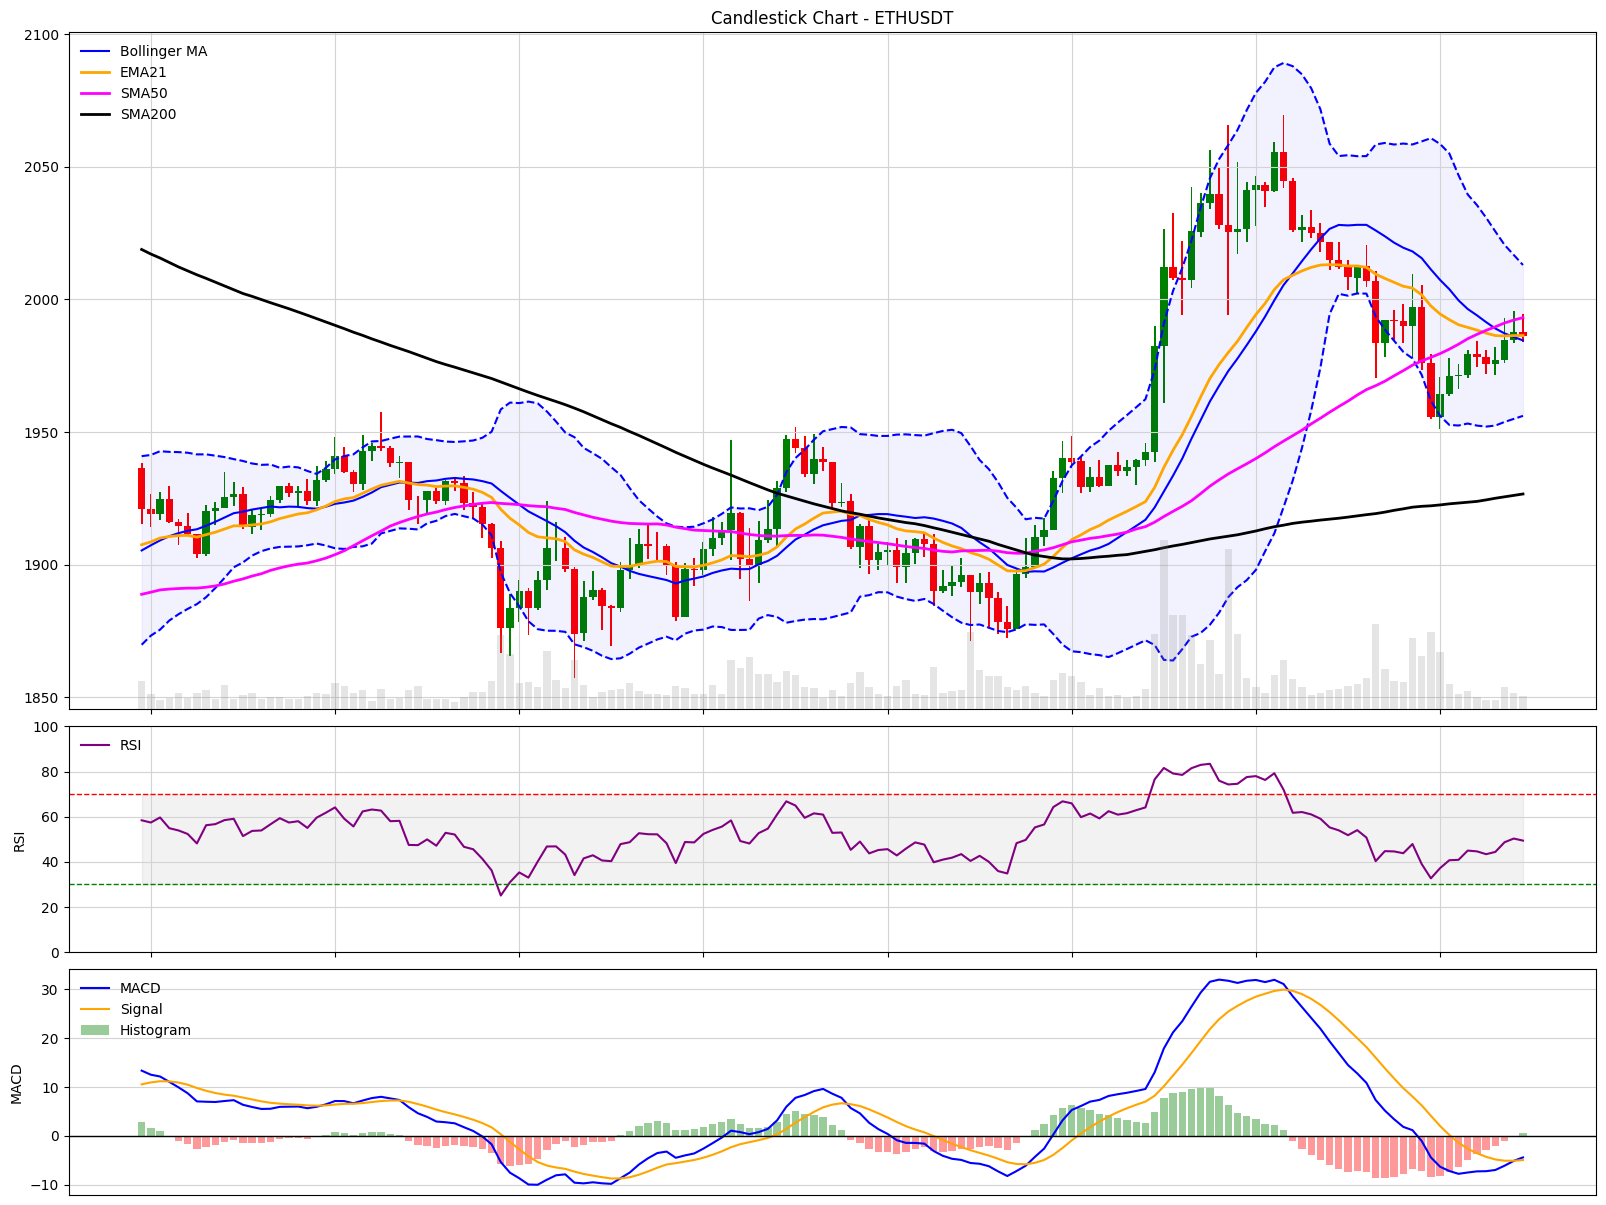 Candlestick Chart - ETHUSDT
2100
2050
2000
1950
1900
1850
Bollinger MA
EMA21
SMA50
SMA200
RSI
100
80
60
40
20
0
RSI
MACD
30
20
10
0
−10
MACD
Signal
Histogram